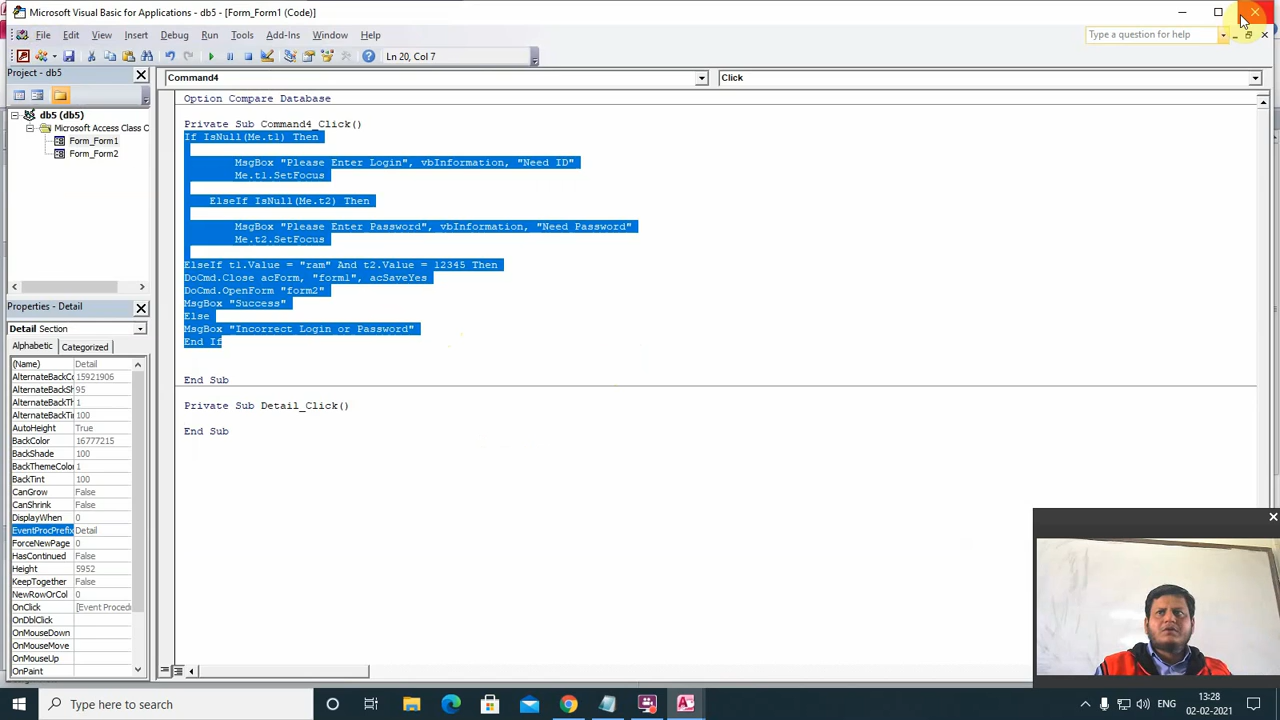 Microsoft Visual Basic for Applications - db5 - [Form_Form1 (Code)]
File Edit View Insert Format Debug Run Tools Add-Ins Window Help
Type a question for help
Ln 20, Col 7
Project - db5
Command4
Click
db5 (db5)
Microsoft Access Class O
Form_Form1
Form_Form2
Option Compare Database
Private Sub Command4_Click()
If IsNull(Me.t1) Then
MsgBox "Please Enter Login", vbInformation, "Need ID"
Me.t1.SetFocus
ElseIf IsNull(Me.t2) Then
MsgBox "Please Enter Password", vbInformation, "Need Password"
Me.t2.SetFocus
ElseIf t1.Value = "ram" And t2.Value = 12345 Then
DoCmd.Close acForm, "form1", acSaveYes
DoCmd.OpenForm "form2"
MsgBox "Success"
Else
MsgBox "Incorrect Login or Password"
End If
End Sub
Private Sub Detail_Click()
End Sub
Properties - Detail
Detail Section
Alphabetic Categorized
(Name) Detail
AlternateBackCo 15921906
AlternateBackSh 95
AlternateBackTh 1
AlternateBackTin 100
AutoHeight True
BackColor 16777215
BackShade 100
BackThemeColor 1
BackTint 100
CanGrow False
CanShrink False
DisplayWhen 0
EventProcPrefix Detail
ForceNewPage 0
HasContinued False
Height 5952
KeepTogether False
NewRowOrCol 0
OnClick [Event Procedu
OnDblClick
OnMouseDown
OnMouseMove
OnMouseUp
OnPaint
Type here to search
ENG
13:28
02-02-2021